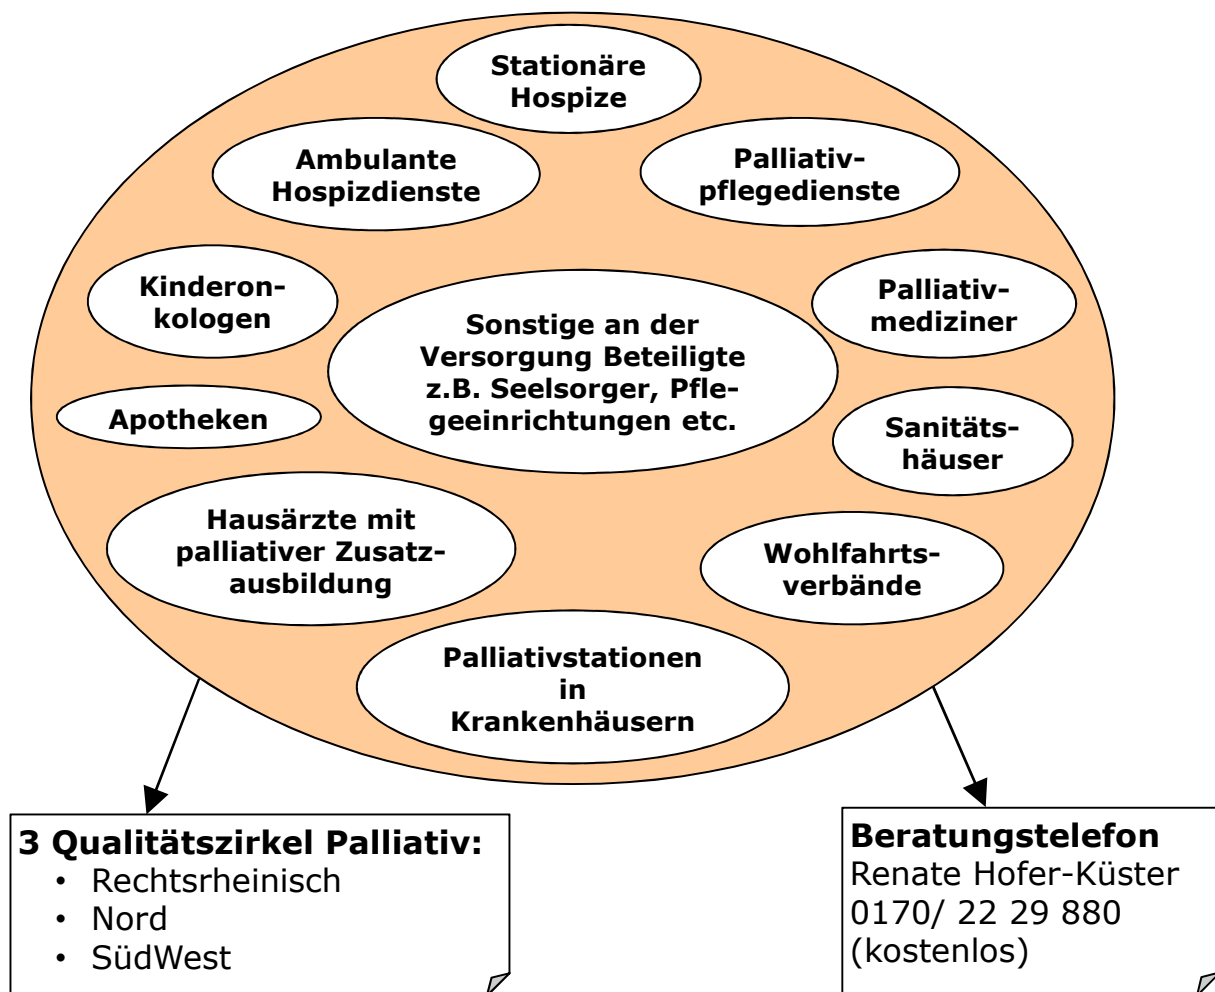 Stationäre
Hospize
Ambulante
Hospizdienste
Palliativ-
pflegedienste
Kinderon-
kologen
Sonstige an der
Versorgung Beteiligte
z.B. Seelsorger, Pfle-
geeinrichtungen etc.
Palliativ-
mediziner
Apotheken
Sanitäts-
häuser
Hausärzte mit
palliativer Zusatz-
ausbildung
Wohlfahrts-
verbände
Palliativstationen
in
Krankenhäusern
3 Qualitätszirkel Palliativ:
• Rechtsrheinisch
• Nord
• SüdWest
Beratungstelefon
Renate Hofer-Küster
0170/ 22 29 880
(kostenlos)